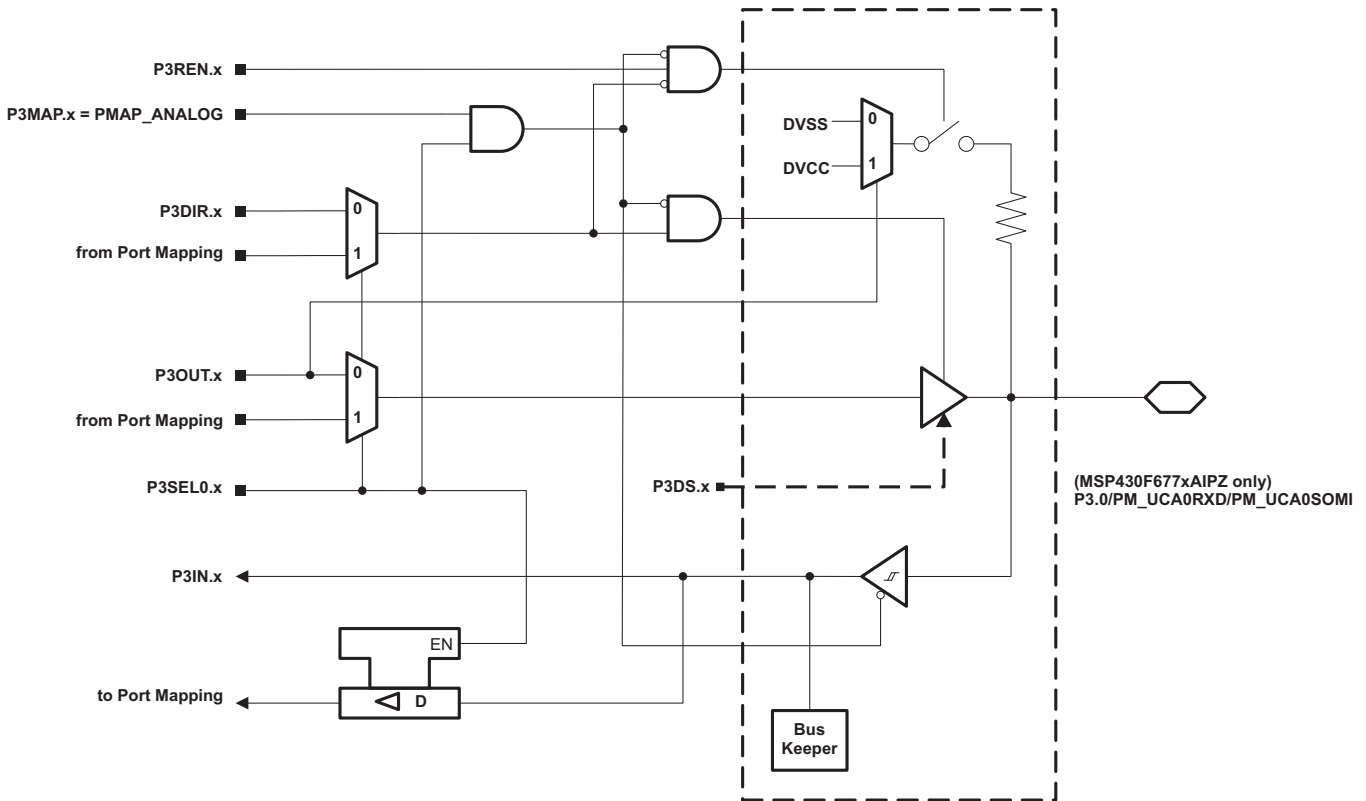 P3REN.x
P3MAP.x = PMAP_ANALOG
DVSS
0
DVCC
1
P3DIR.x
0
from Port Mapping
1
P3OUT.x
0
from Port Mapping
1
P3SEL0.x
P3DS.x
(MSP430F677xAIPZ only)
P3.0/PM_UCA0RXD/PM_UCA0SOMI
P3IN.x
EN
to Port Mapping
D
Bus
Keeper